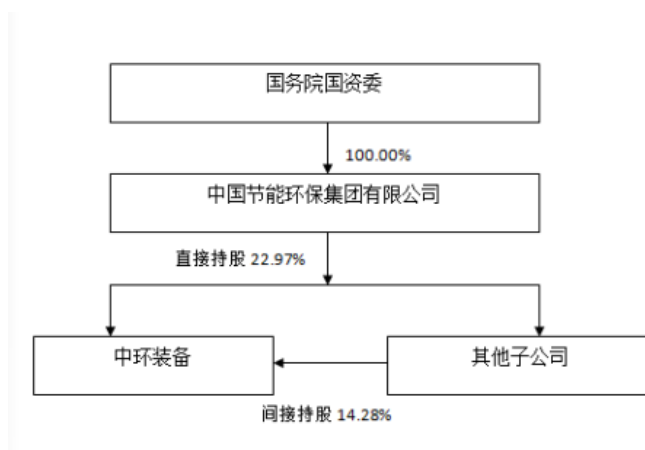 国务院国资委
100.00%
中国节能环保集团有限公司
直接持股 22.97%
中环装备
其他子公司
间接持股 14.28%